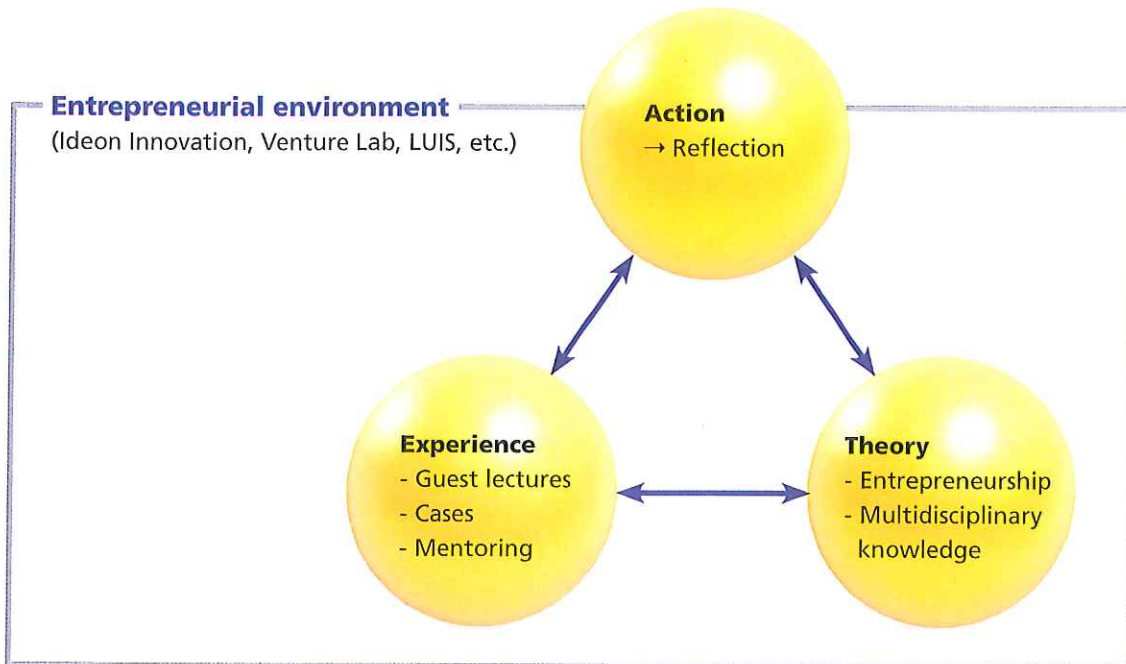 Entrepreneurial environment
(Ideon Innovation, Venture Lab, LUIS, etc.)
Action
→ Reflection
Experience
- Guest lectures
- Cases
- Mentoring
Theory
- Entrepreneurship
- Multidisciplinary
knowledge